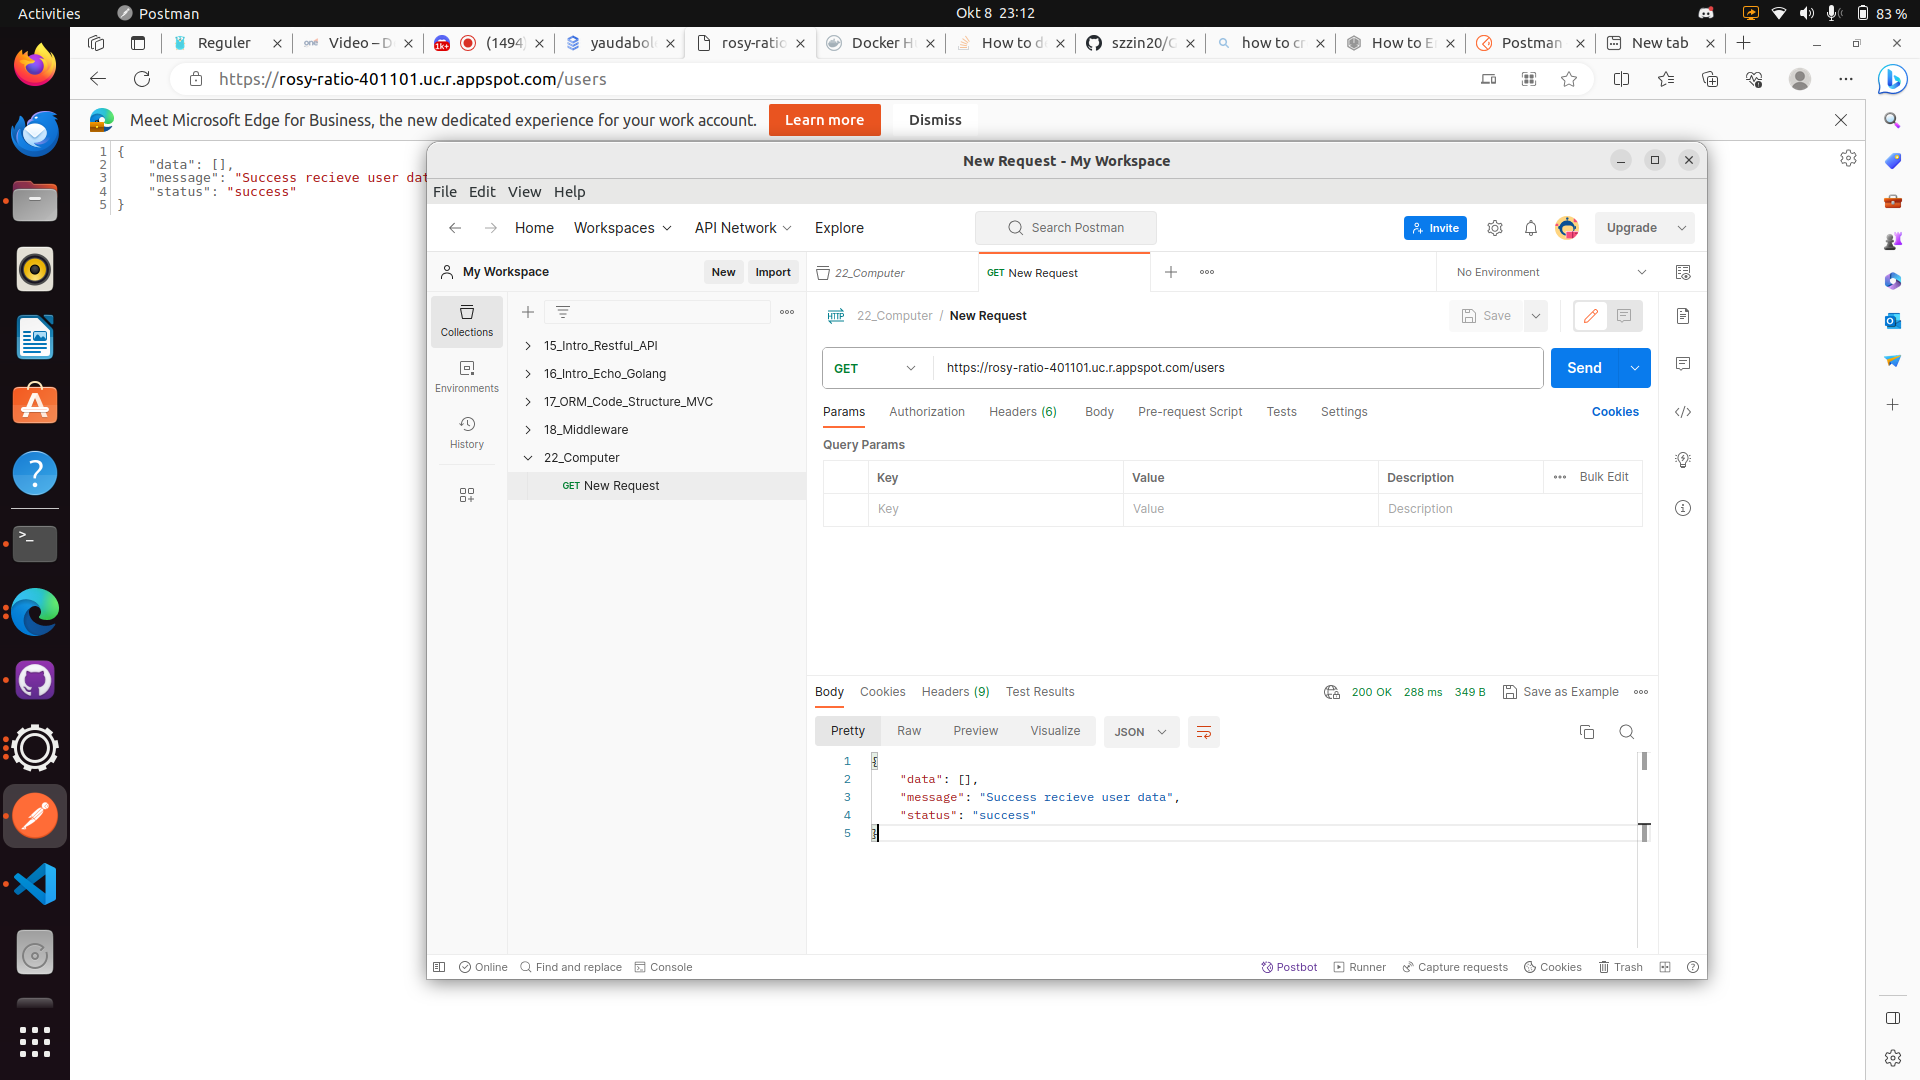 Activities
Postman
Okt 8 23:12
83 %
Reguler
Video – D
1k+
(1494)
yaudabol
rosy-ratio
Docker H
How to d
szzin20/G
how to cr
How to E
Postman
New tab
https://rosy-ratio-401101.uc.r.appspot.com/users
Meet Microsoft Edge for Business, the new dedicated experience for your work account.
Learn more
Dismiss
1 {
2 "data": [],
3 "message": "Success recieve user dat
4 "status": "success"
5 }
New Request - My Workspace
File Edit View Help
Home
Workspaces
API Network
Explore
Search Postman
Invite
Upgrade
My Workspace
New
Import
22_Computer
GET New Request
No Environment
Collections
Environments
History
15_Intro_Restful_API
16_Intro_Echo_Golang
17_ORM_Code_Structure_MVC
18_Middleware
22_Computer
GET New Request
HTTP 22_Computer / New Request
Save
GET
https://rosy-ratio-401101.uc.r.appspot.com/users
Send
Params Authorization Headers (6) Body Pre-request Script Tests Settings Cookies
Query Params
Key Value Description Bulk Edit
Key Value Description
Body Cookies Headers (9) Test Results
200 OK 288 ms 349 B Save as Example
Pretty Raw Preview Visualize JSON
1 {
2 "data": [],
3 "message": "Success recieve user data",
4 "status": "success"
5 }
Online Find and replace Console
Postbot Runner Capture requests Cookies Trash